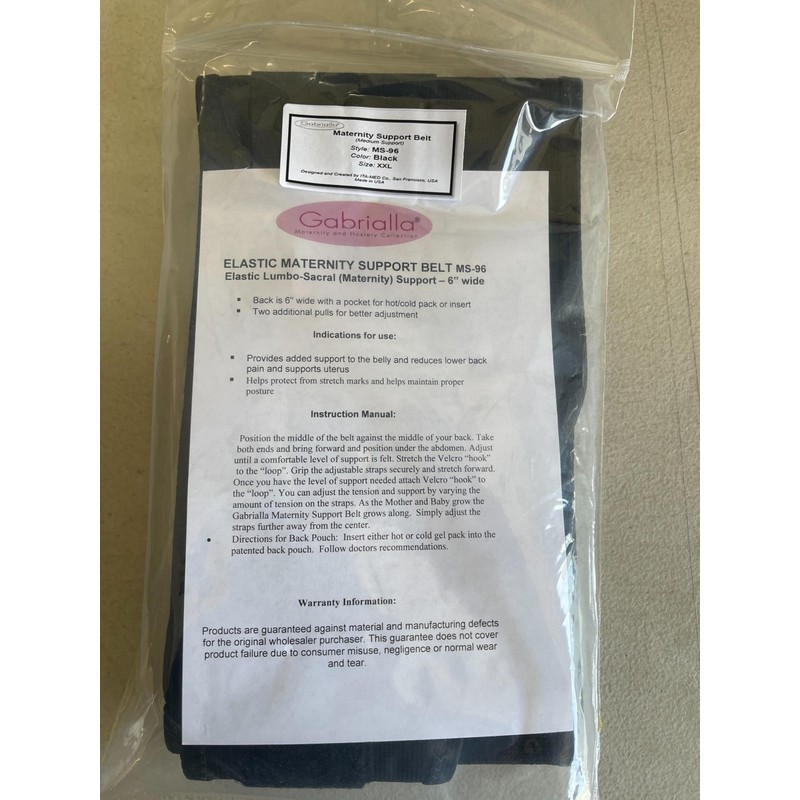 Gabrialla
Maternity Support Belt
(Medium Support)
Style: MS-96
Color: Black
Size: XXL
Designed and Created by ITA-MED Co., San Francisco, USA
Made in USA
Gabrialla®
Maternity and Hosiery Collection
ELASTIC MATERNITY SUPPORT BELT MS-96
Elastic Lumbo-Sacral (Maternity) Support – 6" wide
▪ Back is 6" wide with a pocket for hot/cold pack or insert
▪ Two additional pulls for better adjustment
Indications for use:
▪ Provides added support to the belly and reduces lower back
pain and supports uterus
▪ Helps protect from stretch marks and helps maintain proper
posture
Instruction Manual:
Position the middle of the belt against the middle of your back. Take
both ends and bring forward and position under the abdomen. Adjust
until a comfortable level of support is felt. Stretch the Velcro “hook”
to the “loop”. Grip the adjustable straps securely and stretch forward.
Once you have the level of support needed attach Velcro “hook” to
the “loop”. You can adjust the tension and support by varying the
amount of tension on the straps. As the Mother and Baby grow the
Gabrialla Maternity Support Belt grows along. Simply adjust the
straps further away from the center.
• Directions for Back Pouch: Insert either hot or cold gel pack into the
patented back pouch. Follow doctors recommendations.
Warranty Information:
Products are guaranteed against material and manufacturing defects
for the original wholesaler purchaser. This guarantee does not cover
product failure due to consumer misuse, negligence or normal wear
and tear.